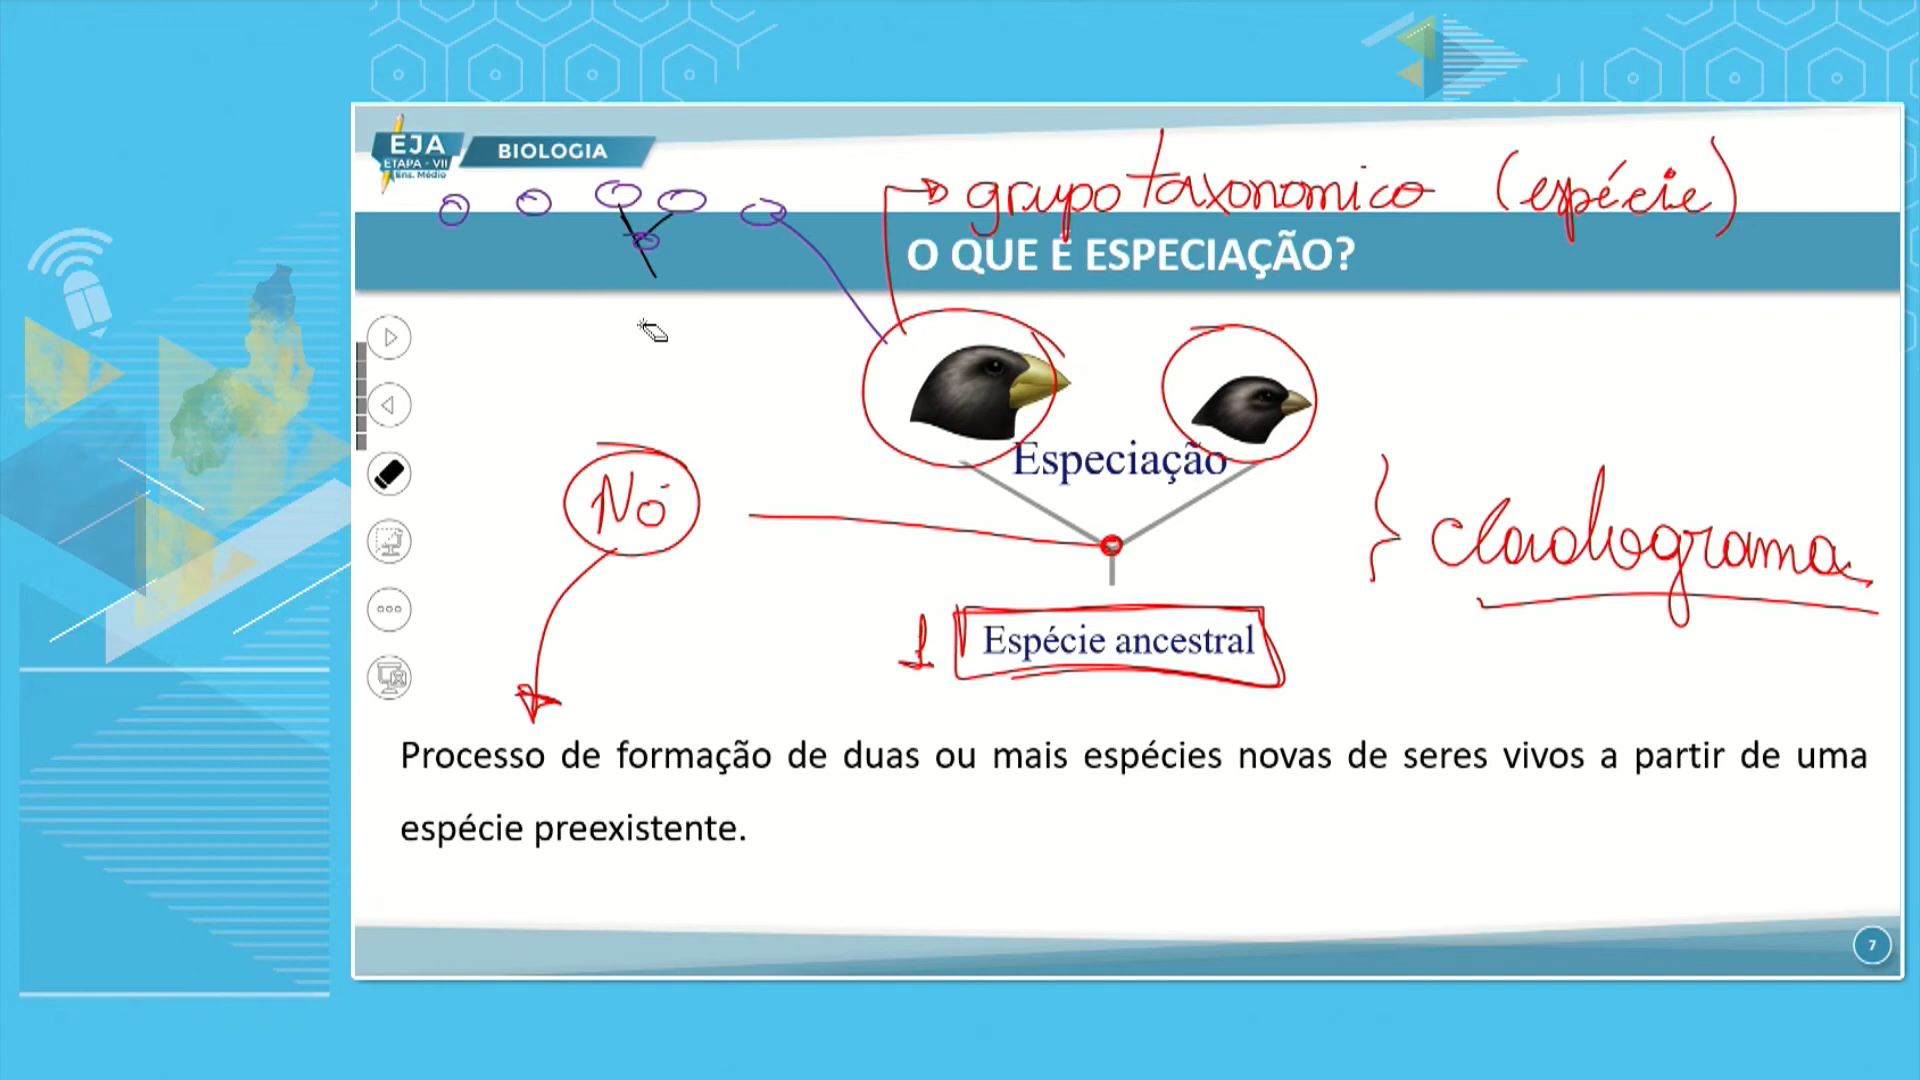 EJA
ETAPA - VII
Ens. Médio
BIOLOGIA
grupo taxonomico (espécie)
O QUE É ESPECIAÇÃO?
Especiação
Nó
cladograma
1 Espécie ancestral
Processo de formação de duas ou mais espécies novas de seres vivos a partir de uma
espécie preexistente.
7